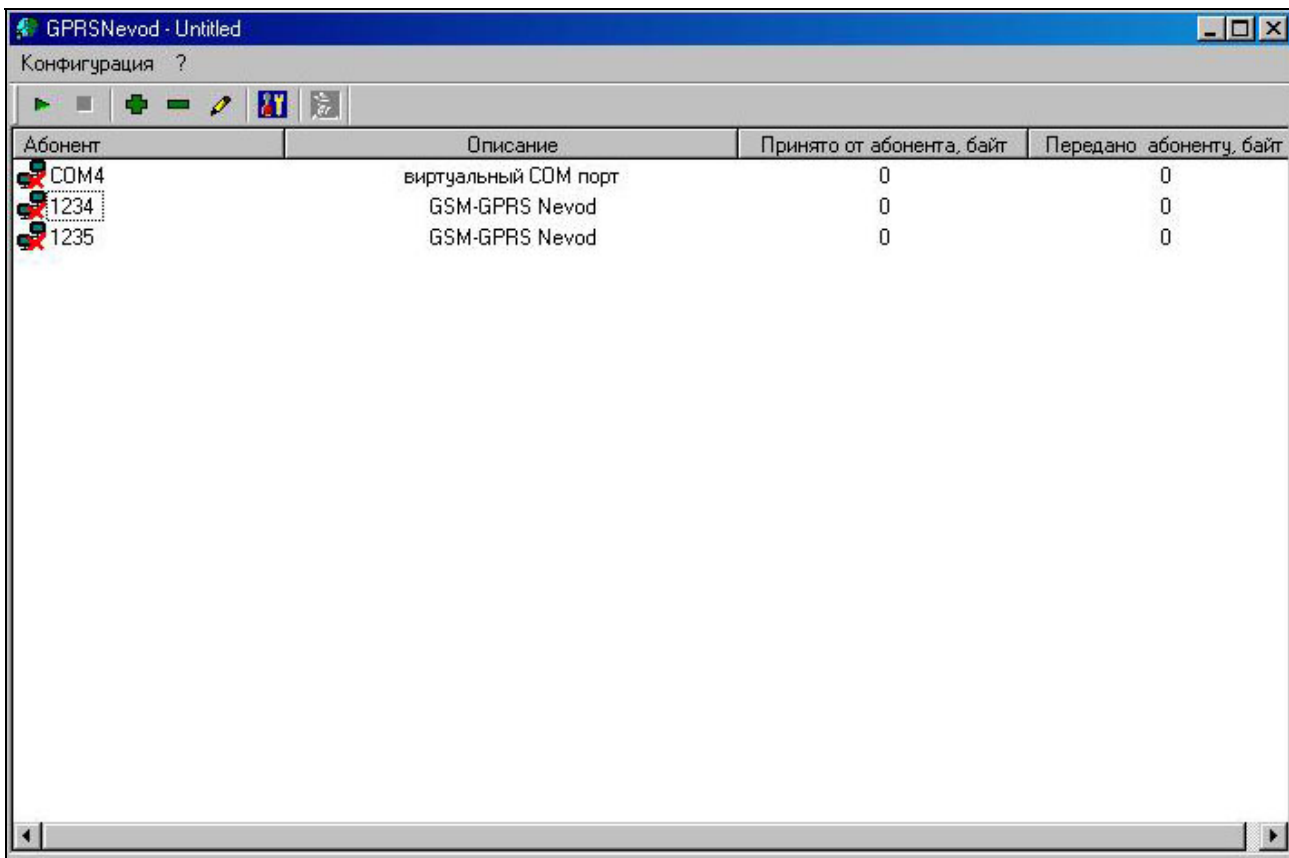 GPRSNevod - Untitled
Конфигурация ?
Абонент Описание Принято от абонента, байт Передано абоненту, байт
COM4 виртуальный COM порт 0 0
1234 GSM-GPRS Nevod 0 0
1235 GSM-GPRS Nevod 0 0